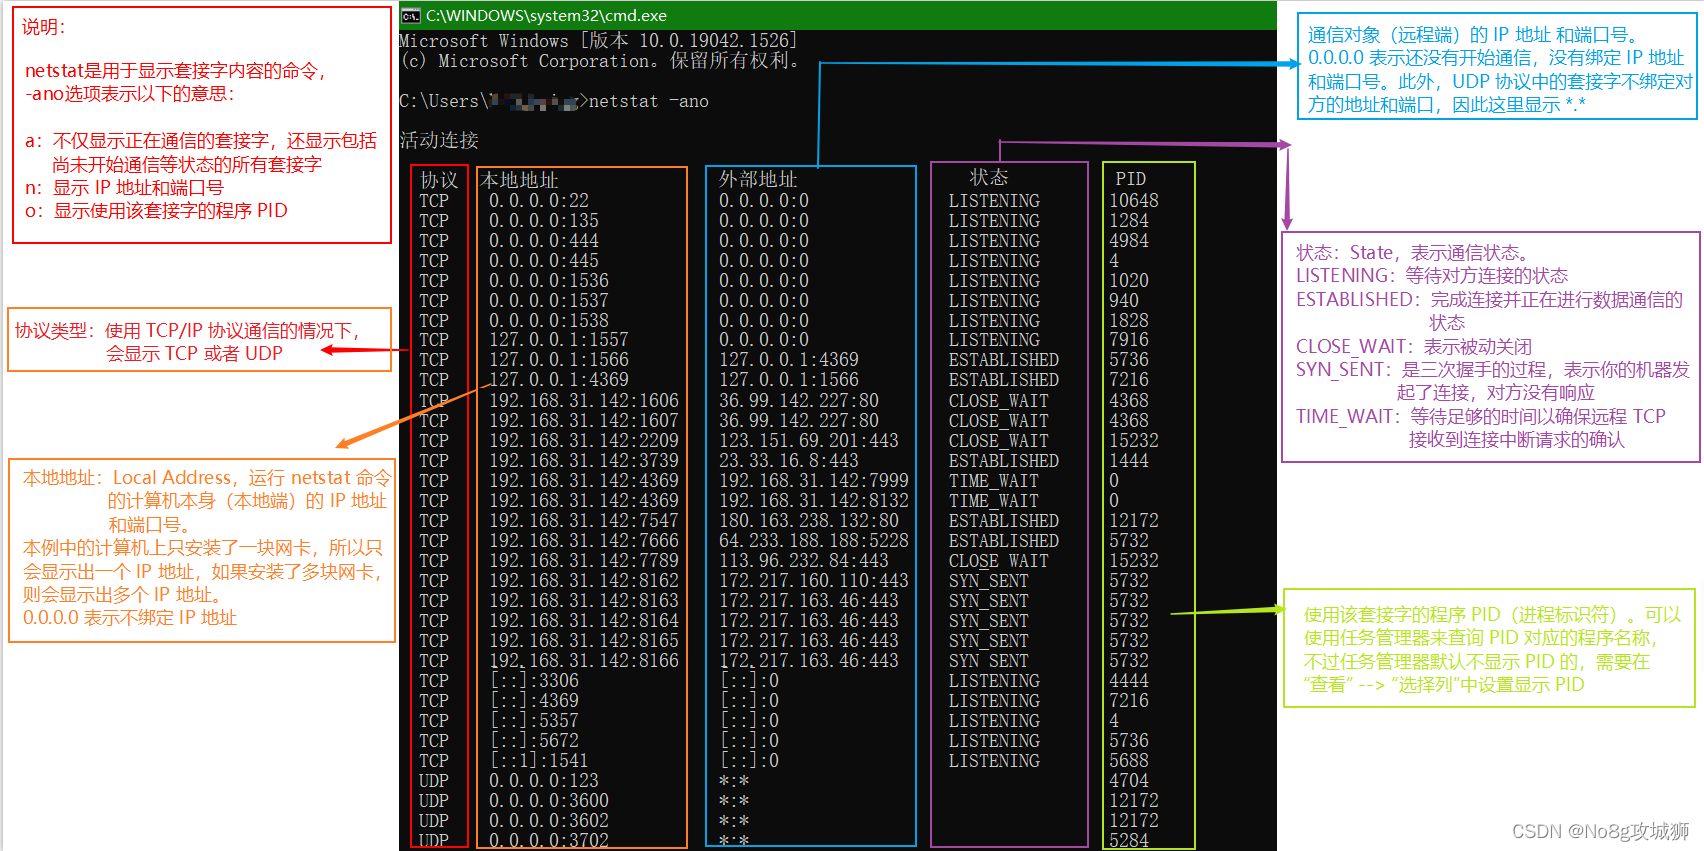 说明：
netstat是用于显示套接字内容的命令，
-ano选项表示以下的意思：
a：不仅显示正在通信的套接字，还显示包括
尚未开始通信等状态的所有套接字
n：显示 IP 地址和端口号
o：显示使用该套接字的程序 PID
协议类型：使用 TCP/IP 协议通信的情况下，
会显示 TCP 或者 UDP
本地地址：Local Address，运行 netstat 命令
的计算机本身（本地端）的 IP 地址
和端口号。
本例中的计算机上只安装了一块网卡，所以只
会显示出一个 IP 地址，如果安装了多块网卡，
则会显示出多个 IP 地址。
0.0.0.0 表示不绑定 IP 地址
C:\WINDOWS\system32\cmd.exe
Microsoft Windows [版本 10.0.19042.1526]
(c) Microsoft Corporation。保留所有权利。
C:\Users\ >netstat -ano
活动连接
协议 本地地址 外部地址 状态 PID
TCP 0.0.0.0:22 0.0.0.0:0 LISTENING 10648
TCP 0.0.0.0:135 0.0.0.0:0 LISTENING 1284
TCP 0.0.0.0:444 0.0.0.0:0 LISTENING 4984
TCP 0.0.0.0:445 0.0.0.0:0 LISTENING 4
TCP 0.0.0.0:1536 0.0.0.0:0 LISTENING 1020
TCP 0.0.0.0:1537 0.0.0.0:0 LISTENING 940
TCP 0.0.0.0:1538 0.0.0.0:0 LISTENING 1828
TCP 127.0.0.1:1557 0.0.0.0:0 LISTENING 7916
TCP 127.0.0.1:1566 127.0.0.1:4369 ESTABLISHED 5736
TCP 127.0.0.1:4369 127.0.0.1:1566 ESTABLISHED 7216
TCP 192.168.31.142:1606 36.99.142.227:80 CLOSE_WAIT 4368
TCP 192.168.31.142:1607 36.99.142.227:80 CLOSE_WAIT 4368
TCP 192.168.31.142:2209 123.151.69.201:443 CLOSE_WAIT 15232
TCP 192.168.31.142:3739 23.33.16.8:443 ESTABLISHED 1444
TCP 192.168.31.142:4369 192.168.31.142:7999 TIME_WAIT 0
TCP 192.168.31.142:4369 192.168.31.142:8132 TIME_WAIT 0
TCP 192.168.31.142:7547 180.163.238.132:80 ESTABLISHED 12172
TCP 192.168.31.142:7666 64.233.188.188:5228 ESTABLISHED 5732
TCP 192.168.31.142:7789 113.96.232.84:443 CLOSE_WAIT 15232
TCP 192.168.31.142:8162 172.217.160.110:443 SYN_SENT 5732
TCP 192.168.31.142:8163 172.217.163.46:443 SYN_SENT 5732
TCP 192.168.31.142:8164 172.217.163.46:443 SYN_SENT 5732
TCP 192.168.31.142:8165 172.217.163.46:443 SYN_SENT 5732
TCP 192.168.31.142:8166 172.217.163.46:443 SYN_SENT 5732
TCP [::]:3306 [::]:0 LISTENING 4444
TCP [::]:4369 [::]:0 LISTENING 7216
TCP [::]:5357 [::]:0 LISTENING 4
TCP [::]:5672 [::]:0 LISTENING 5736
TCP [::1]:1541 [::]:0 LISTENING 5688
UDP 0.0.0.0:123 *:* 4704
UDP 0.0.0.0:3600 *:* 12172
UDP 0.0.0.0:3602 *:* 12172
UDP 0.0.0.0:3702 *:* 5284
通信对象（远程端）的 IP 地址 和端口号。
0.0.0.0 表示还没有开始通信，没有绑定 IP 地址
和端口号。此外，UDP 协议中的套接字不绑定对
方的地址和端口，因此这里显示 *.*
状态：State，表示通信状态。
LISTENING：等待对方连接的状态
ESTABLISHED：完成连接并正在进行数据通信的
状态
CLOSE_WAIT：表示被动关闭
SYN_SENT：是三次握手的过程，表示你的机器发
起了连接，对方没有响应
TIME_WAIT：等待足够的时间以确保远程 TCP
接收到连接中断请求的确认
使用该套接字的程序 PID（进程标识符）。可以
使用任务管理器来查询 PID 对应的程序名称，
不过任务管理器默认不显示 PID 的，需要在
“查看” --> “选择列”中设置显示 PID
CSDN @No8g攻城狮